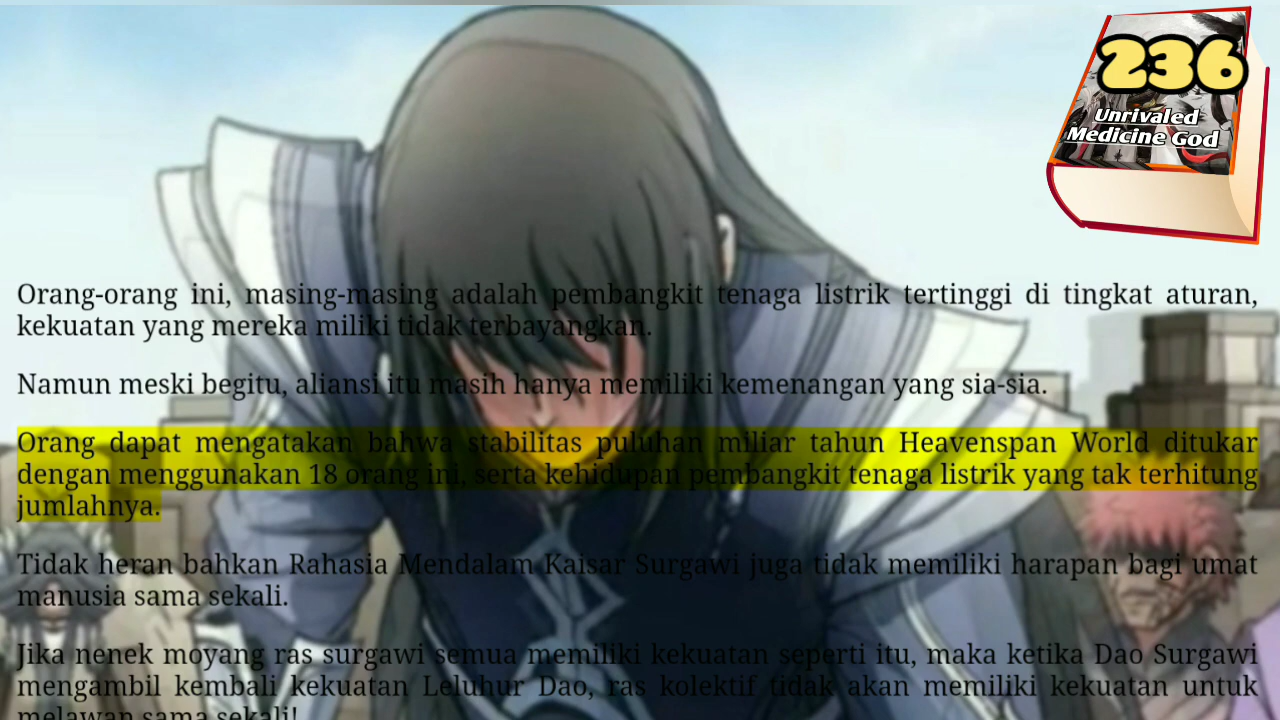 236
Unrivaled
Medicine God
Orang-orang ini, masing-masing adalah pembangkit tenaga listrik tertinggi di tingkat aturan,
kekuatan yang mereka miliki tidak terbayangkan.
Namun meski begitu, aliansi itu masih hanya memiliki kemenangan yang sia-sia.
Orang dapat mengatakan bahwa stabilitas puluhan miliar tahun Heavenspan World ditukar
dengan menggunakan 18 orang ini, serta kehidupan pembangkit tenaga listrik yang tak terhitung
jumlahnya.
Tidak heran bahkan Rahasia Mendalam Kaisar Surgawi juga tidak memiliki harapan bagi umat
manusia sama sekali.
Jika nenek moyang ras surgawi semua memiliki kekuatan seperti itu, maka ketika Dao Surgawi
mengambil kembali kekuatan Leluhur Dao, ras kolektif tidak akan memiliki kekuatan untuk
melawan sama sekali!